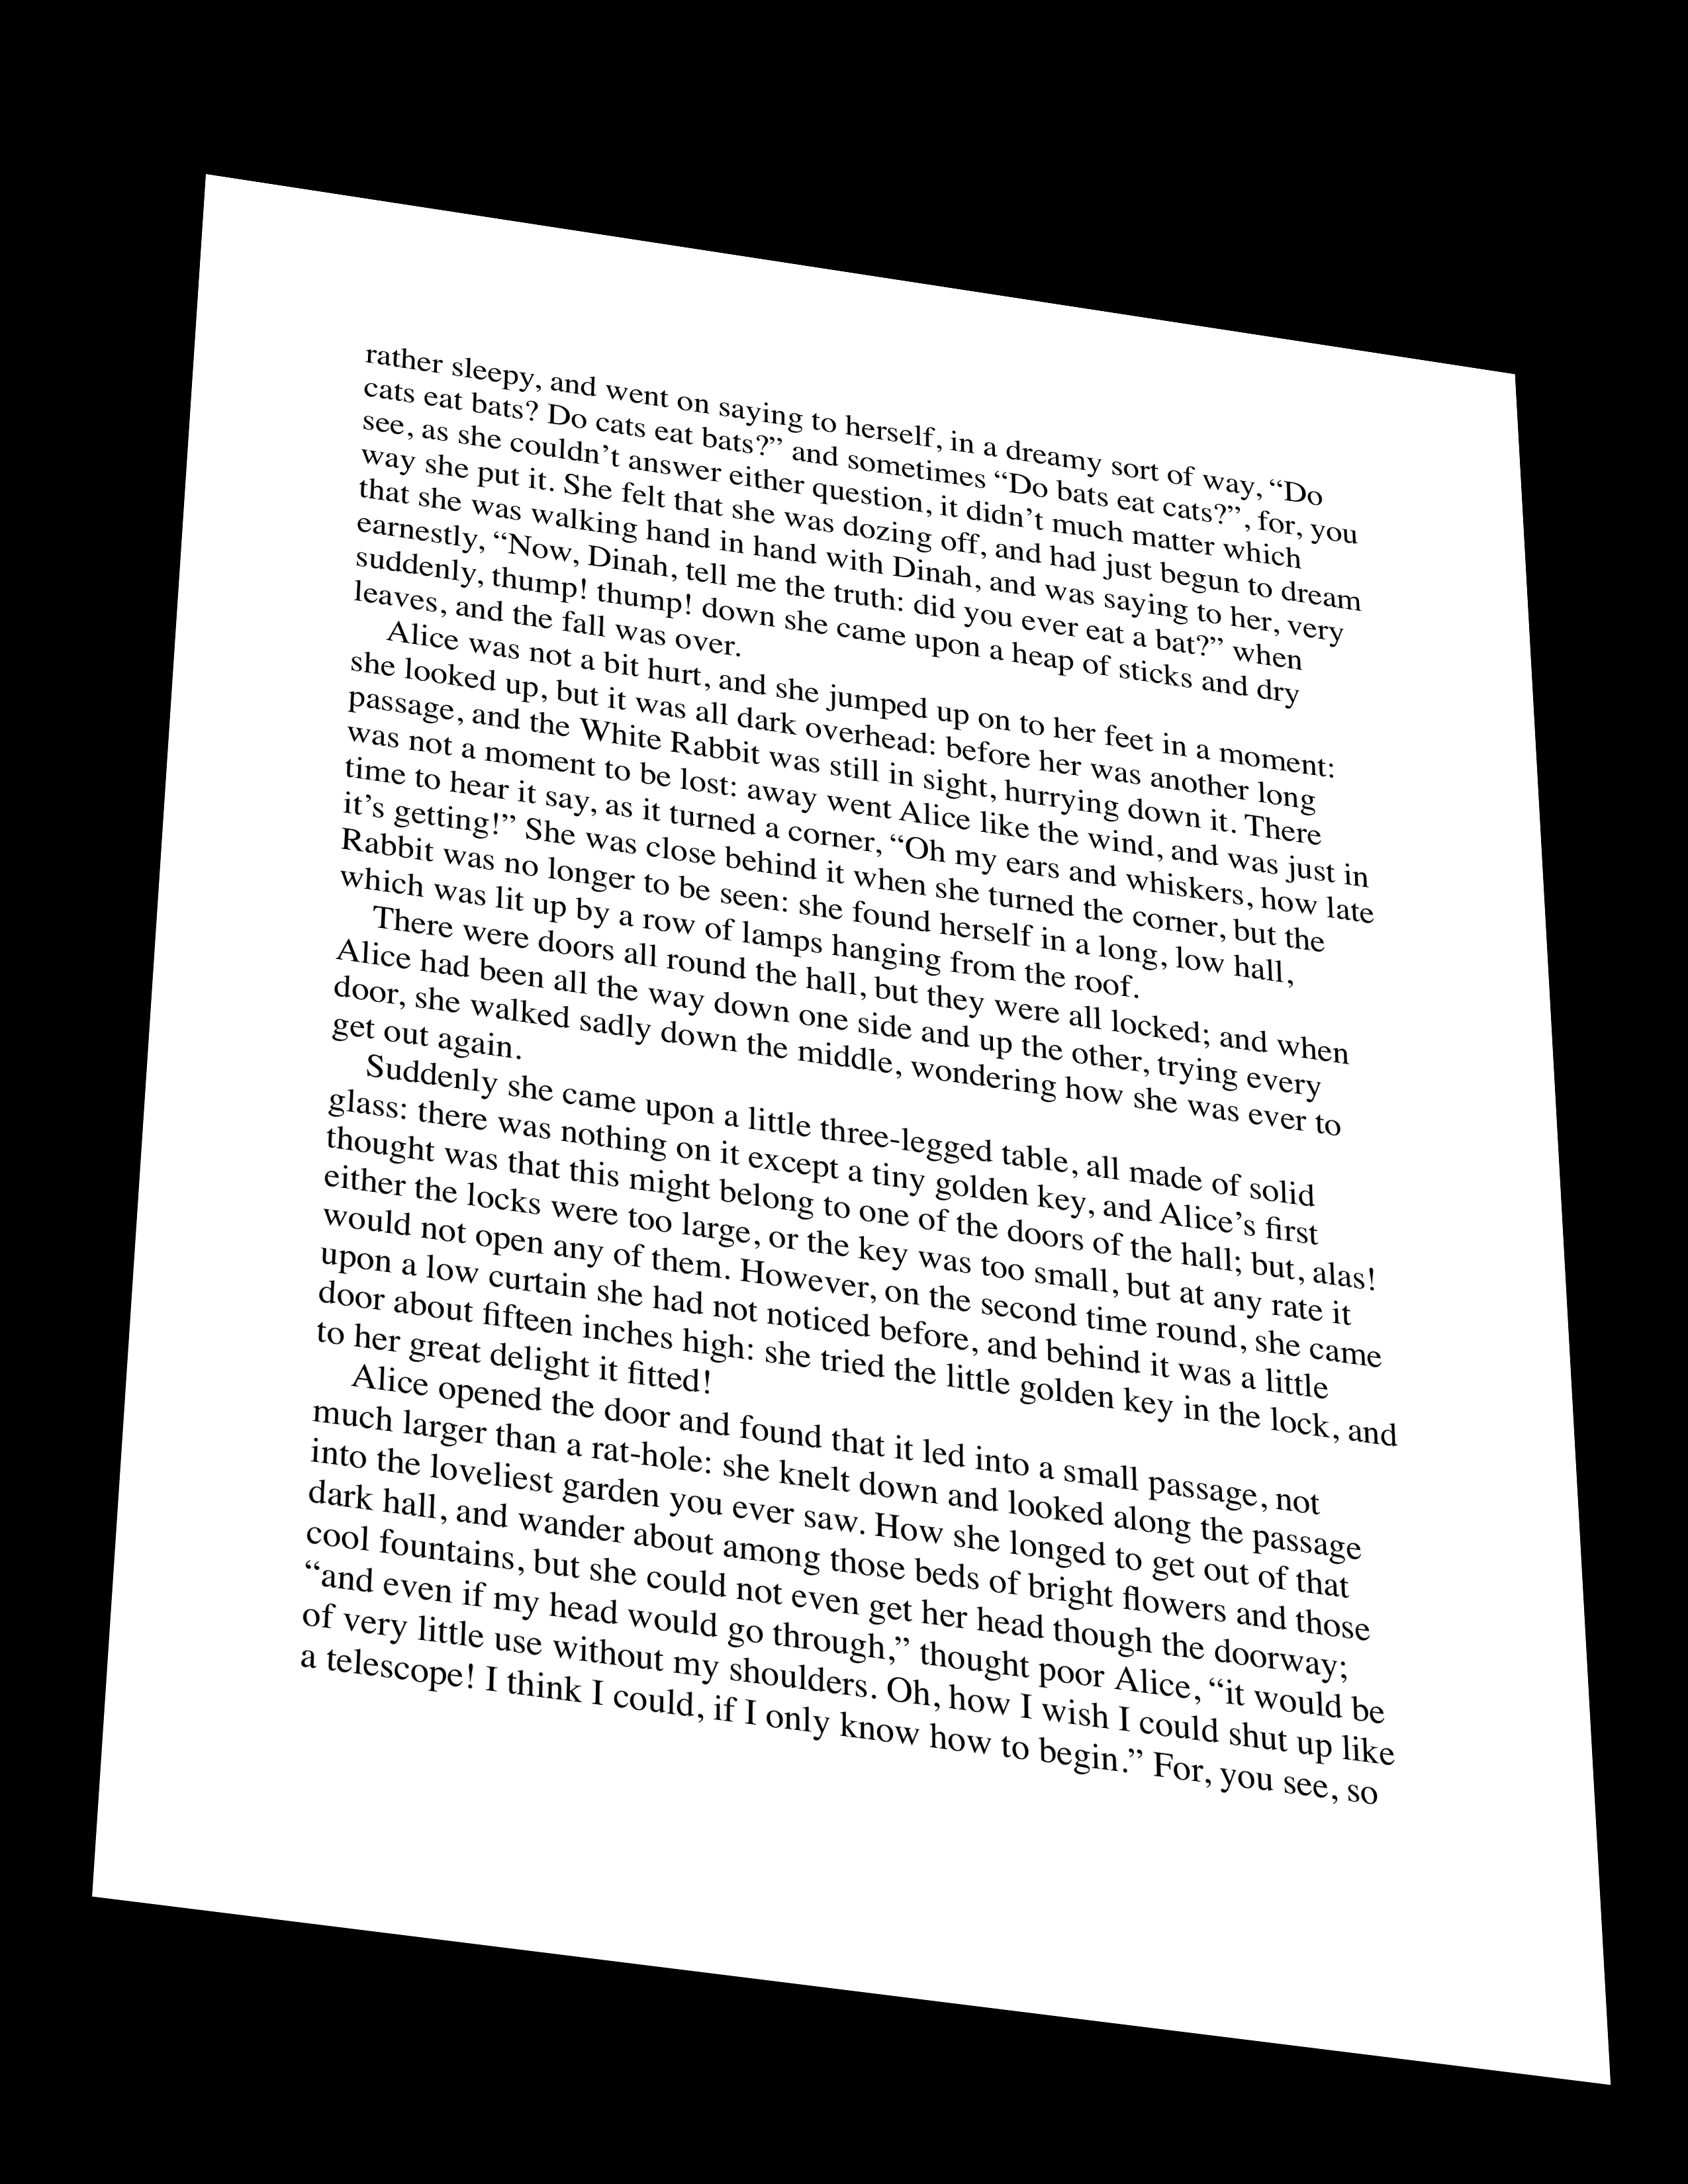 rather sleepy, and went on saying to herself, in a dreamy sort of way, “Do
cats eat bats? Do cats eat bats?” and sometimes “Do bats eat cats?”, for, you
see, as she couldn’t answer either question, it didn’t much matter which
way she put it. She felt that she was dozing off, and had just begun to dream
that she was walking hand in hand with Dinah, and was saying to her, very
earnestly, “Now, Dinah, tell me the truth: did you ever eat a bat?” when
suddenly, thump! thump! down she came upon a heap of sticks and dry
leaves, and the fall was over.
Alice was not a bit hurt, and she jumped up on to her feet in a moment:
she looked up, but it was all dark overhead: before her was another long
passage, and the White Rabbit was still in sight, hurrying down it. There
was not a moment to be lost: away went Alice like the wind, and was just in
time to hear it say, as it turned a corner, “Oh my ears and whiskers, how late
it’s getting!” She was close behind it when she turned the corner, but the
Rabbit was no longer to be seen: she found herself in a long, low hall,
which was lit up by a row of lamps hanging from the roof.
There were doors all round the hall, but they were all locked; and when
Alice had been all the way down one side and up the other, trying every
door, she walked sadly down the middle, wondering how she was ever to
get out again.
Suddenly she came upon a little three-legged table, all made of solid
glass: there was nothing on it except a tiny golden key, and Alice’s first
thought was that this might belong to one of the doors of the hall; but, alas!
either the locks were too large, or the key was too small, but at any rate it
would not open any of them. However, on the second time round, she came
upon a low curtain she had not noticed before, and behind it was a little
door about fifteen inches high: she tried the little golden key in the lock, and
to her great delight it fitted!
Alice opened the door and found that it led into a small passage, not
much larger than a rat-hole: she knelt down and looked along the passage
into the loveliest garden you ever saw. How she longed to get out of that
dark hall, and wander about among those beds of bright flowers and those
cool fountains, but she could not even get her head though the doorway;
“and even if my head would go through,” thought poor Alice, “it would be
of very little use without my shoulders. Oh, how I wish I could shut up like
a telescope! I think I could, if I only know how to begin.” For, you see, so